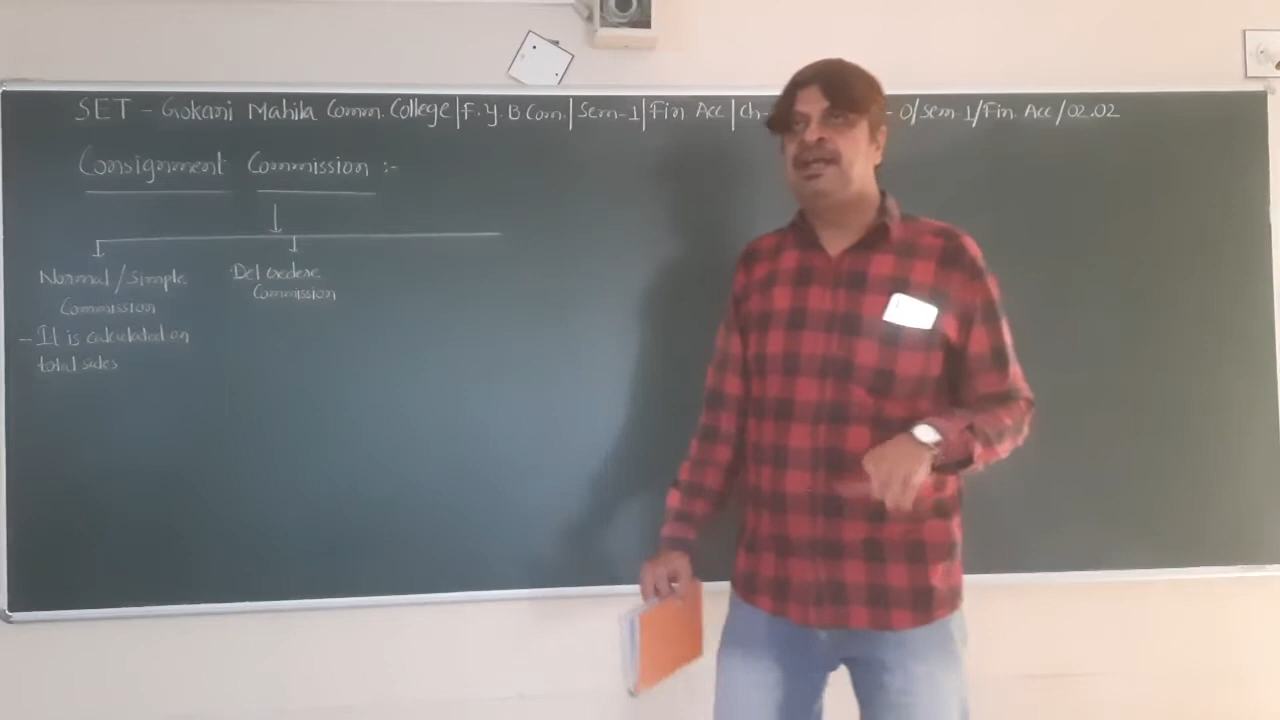 SET - Gokani Mahila Comm. College | F. Y. B Com. | Sem-1 | Fin Acc | Ch- - 0/Sem 1/Fin. Acc/02.02
Consignment Commission :-
Normal/Simple Commission
Del credere Commission
- It is calculated on
total sales